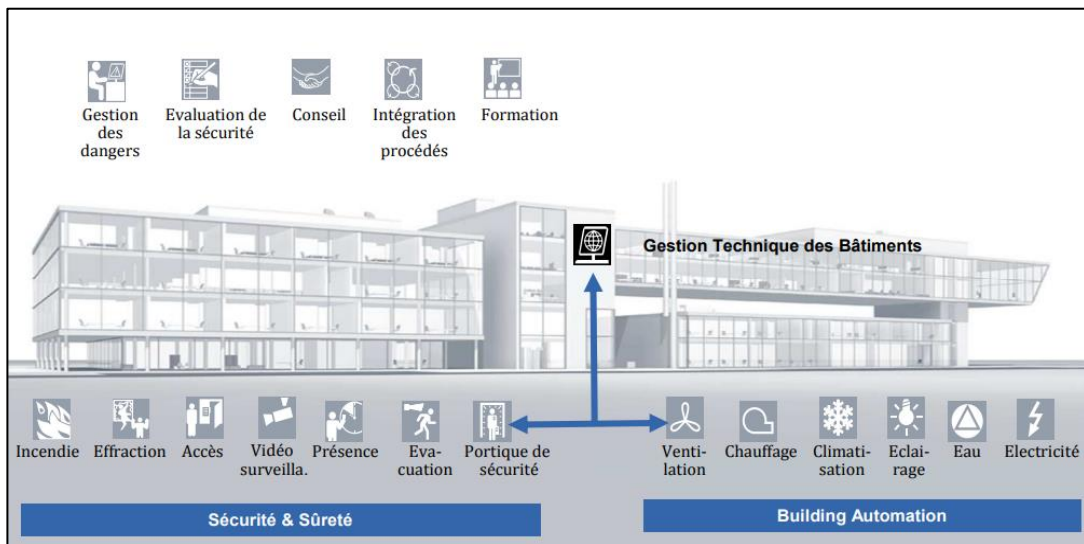 Gestion
des
dangers
Evaluation de
la sécurité
Conseil
Intégration
des
procédés
Formation
Gestion Technique des Bâtiments
Incendie
Effraction
Accès
Vidéo
surveilla.
Présence
Eva-
cuation
Portique de
sécurité
Venti-
lation
Chauffage
Climati-
sation
Eclai-
rage
Eau
Electricité
Sécurité & Sûreté
Building Automation